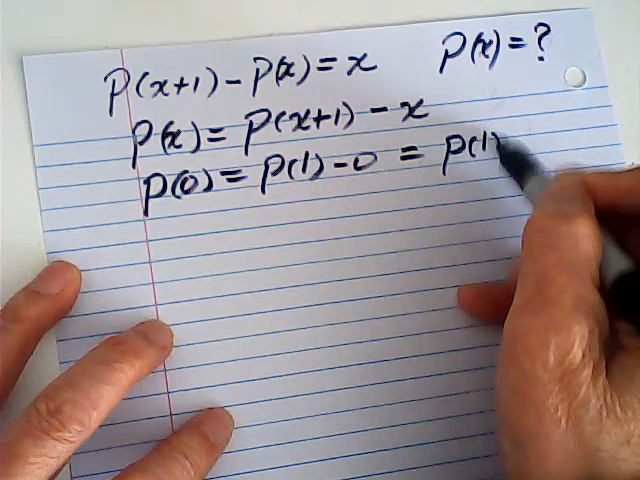 P(x+1) - P(x) = x P(x) = ?
P(x) = P(x+1) - x
P(0) = P(1) - 0 = P(1)